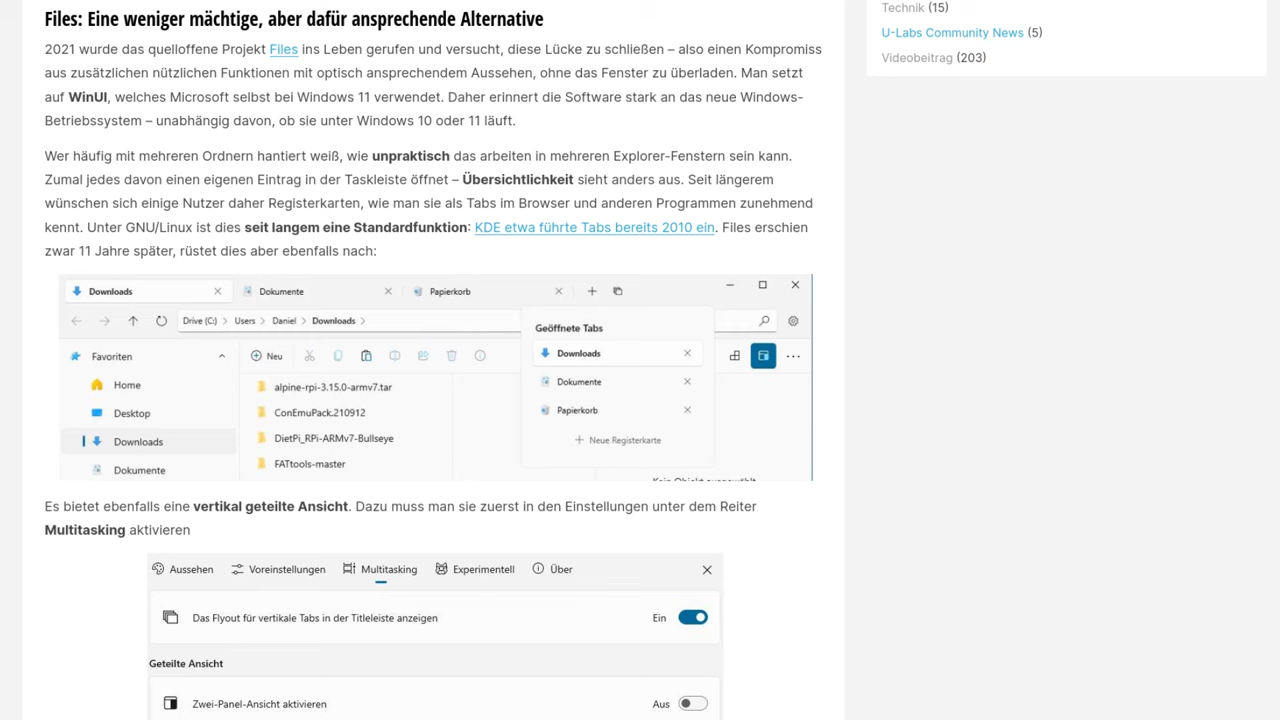 Files: Eine weniger mächtige, aber dafür ansprechende Alternative
2021 wurde das quelloffene Projekt Files ins Leben gerufen und versucht, diese Lücke zu schließen – also einen Kompromiss
aus zusätzlichen nützlichen Funktionen mit optisch ansprechendem Aussehen, ohne das Fenster zu überladen. Man setzt
auf WinUI, welches Microsoft selbst bei Windows 11 verwendet. Daher erinnert die Software stark an das neue Windows-
Betriebssystem – unabhängig davon, ob sie unter Windows 10 oder 11 läuft.
Wer häufig mit mehreren Ordnern hantiert weiß, wie unpraktisch das arbeiten in mehreren Explorer-Fenstern sein kann.
Zumal jedes davon einen eigenen Eintrag in der Taskleiste öffnet – Übersichtlichkeit sieht anders aus. Seit längerem
wünschen sich einige Nutzer daher Registerkarten, wie man sie als Tabs im Browser und anderen Programmen zunehmend
kennt. Unter GNU/Linux ist dies seit langem eine Standardfunktion: KDE etwa führte Tabs bereits 2010 ein. Files erschien
zwar 11 Jahre später, rüstet dies aber ebenfalls nach:
Downloads Dokumente Papierkorb
Drive (C:) Users Daniel Downloads
Geöffnete Tabs
Favoriten Neu
Downloads
Home alpine-rpi-3.15.0-armv7.tar
Dokumente
Desktop ConEmuPack.210912
Papierkorb
Downloads DietPi_RPi-ARMv7-Bullseye
Neue Registerkarte
Dokumente FATtools-master
Kein Objekt ausgewählt
Es bietet ebenfalls eine vertikal geteilte Ansicht. Dazu muss man sie zuerst in den Einstellungen unter dem Reiter
Multitasking aktivieren
Aussehen Voreinstellungen Multitasking Experimentell Über
Das Flyout für vertikale Tabs in der Titleleiste anzeigen Ein
Geteilte Ansicht
Zwei-Panel-Ansicht aktivieren Aus
Technik (15)
U-Labs Community News (5)
Videobeitrag (203)